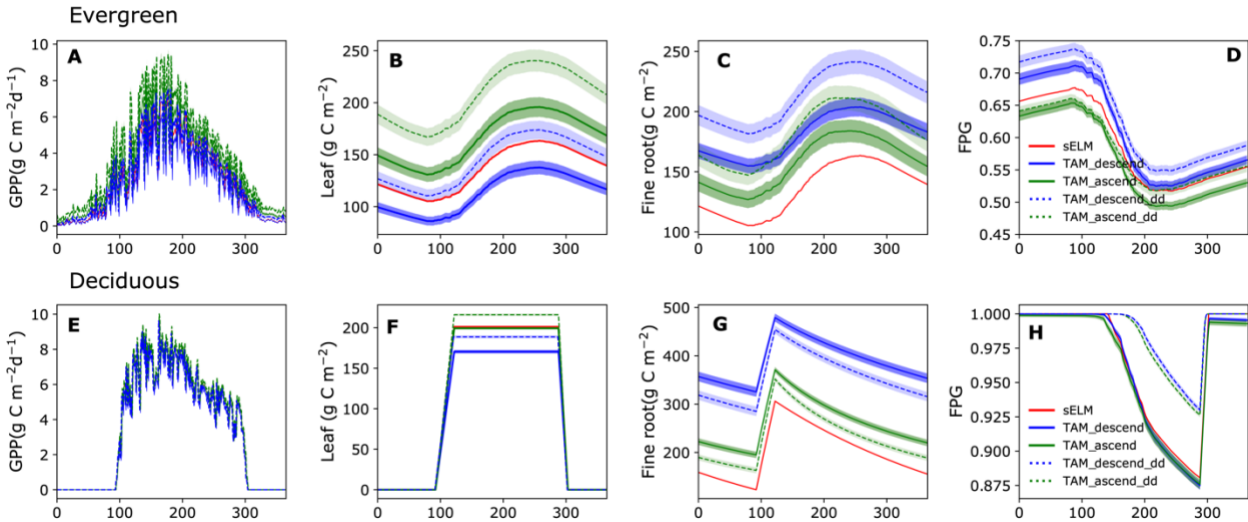 Evergreen
A
GPP(g C m⁻²d⁻¹)
10
8
6
4
2
0
0 100 200 300
B
Leaf (g C m⁻²)
250
200
150
100
0 100 200 300
C
Fine root(g C m⁻²)
250
200
150
100
0 100 200 300
D
FPG
0.75
0.70
0.65
0.60
0.55
0.50
0.45
sELM
TAM_descend
TAM_ascend
TAM_descend_dd
TAM_ascend_dd
0 100 200 300
Deciduous
E
GPP(g C m⁻²d⁻¹)
10
8
6
4
2
0
0 100 200 300
F
Leaf (g C m⁻²)
200
150
100
50
0
0 100 200 300
G
Fine root(g C m⁻²)
500
400
300
200
0 100 200 300
H
FPG
1.000
0.975
0.950
0.925
0.900
0.875
sELM
TAM_descend
TAM_ascend
TAM_descend_dd
TAM_ascend_dd
0 100 200 300